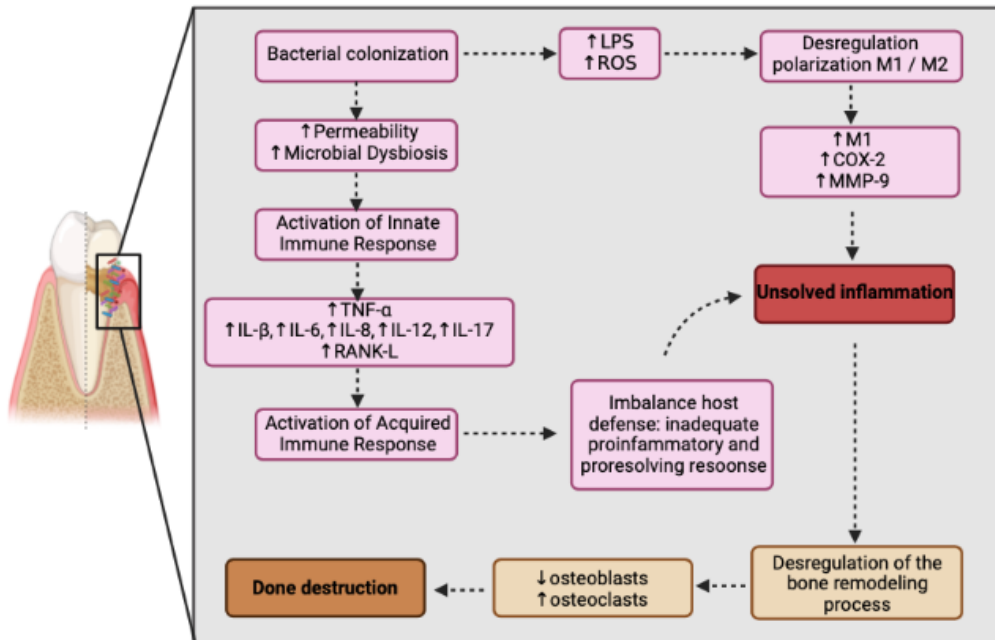 Bacterial colonization
↑LPS
↑ROS
Desregulation
polarization M1 / M2
↑Permeability
↑Microbial Dysbiosis
↑M1
↑COX-2
↑MMP-9
Activation of Innate
Immune Response
↑TNF-α
↑IL-β,↑IL-6,↑IL-8,↑IL-12,↑IL-17
↑RANK-L
Unsolved inflammation
Activation of Acquired
Immune Response
Imbalance host
defense: inadequate
proinfammatory and
proresolving resoonse
Desregulation of the
bone remodeling
process
↓osteoblasts
↑osteoclasts
Done destruction